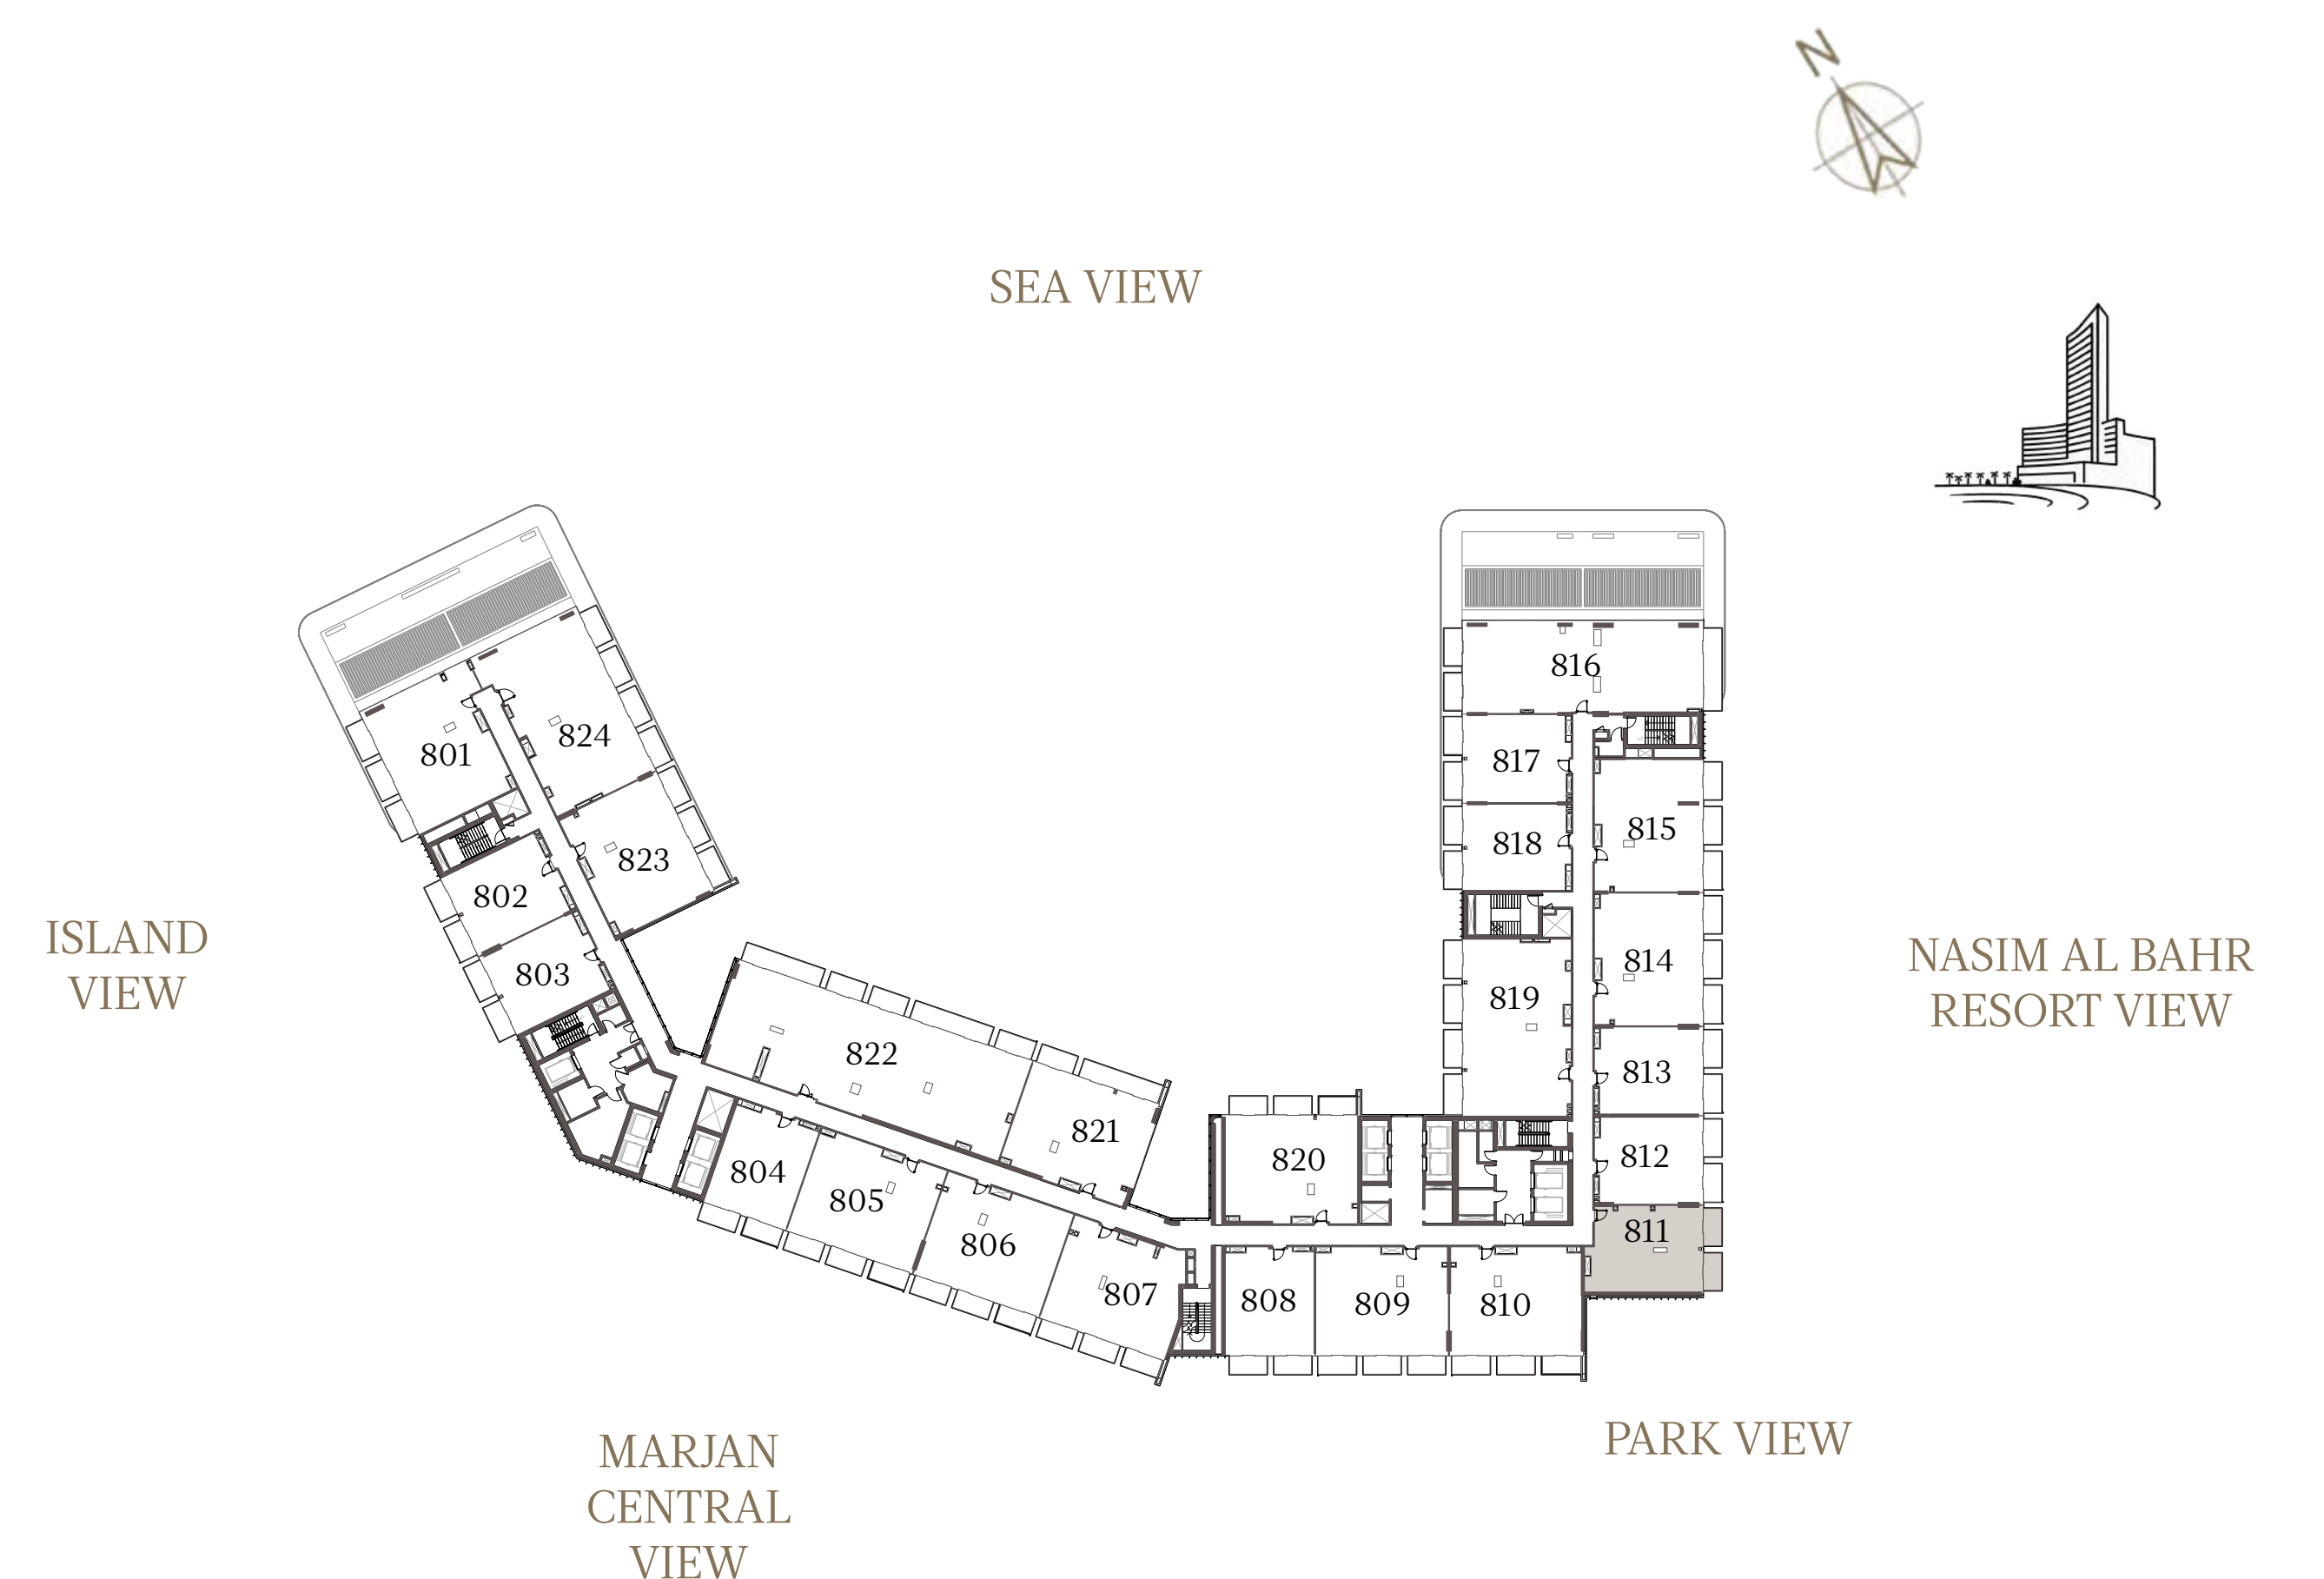 N
SEA VIEW
ISLAND
VIEW
NASIM AL BAHR
RESORT VIEW
MARJAN
CENTRAL
VIEW
PARK VIEW
801
802
803
804
805
806
807
808
809
810
811
812
813
814
815
816
817
818
819
820
821
822
823
824